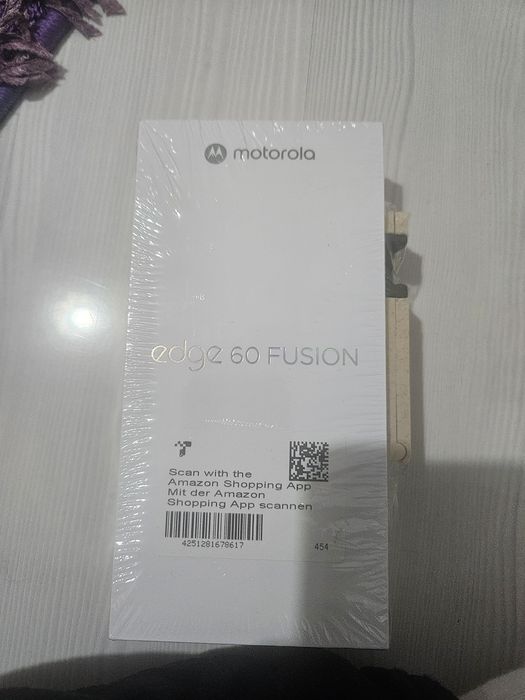 motorola
edge 60 FUSION
Scan with the
Amazon Shopping App
Mit der Amazon
Shopping App scannen
4251281678617
454